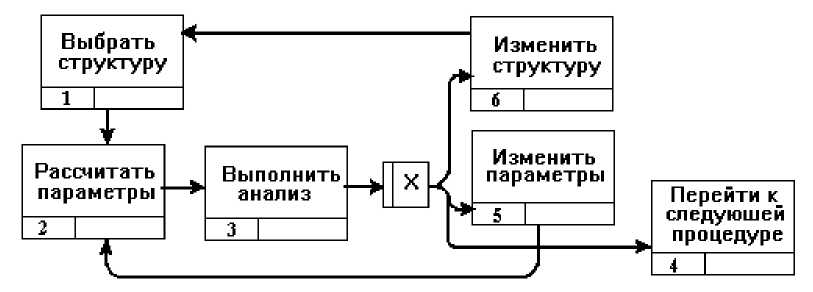 Выбрать
структуру
1
Изменить
структуру
6
Рассчитать
параметры
2
Выполнить
анализ
3
X
Изменить
параметры
5
Перейти к
следуюшей
процедуре
4